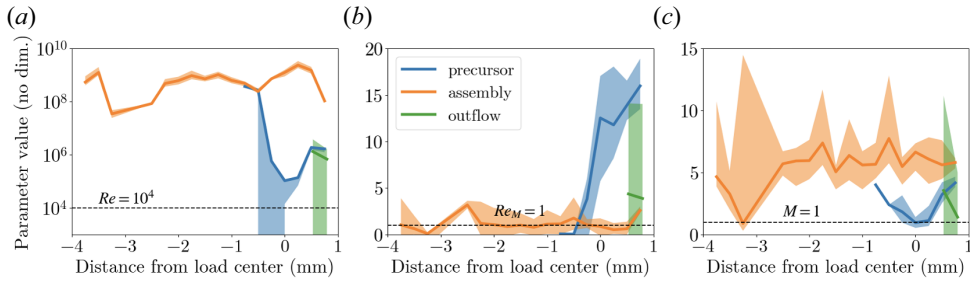 (a)
(b)
(c)
Parameter value (no dim.)
10^10
10^8
10^6
10^4
Re = 10^4
−4 −3 −2 −1 0 1
Distance from load center (mm)
20
15
10
5
0
precursor
assembly
outflow
Re_M = 1
−4 −3 −2 −1 0 1
Distance from load center (mm)
15
10
5
0
M = 1
−4 −3 −2 −1 0 1
Distance from load center (mm)